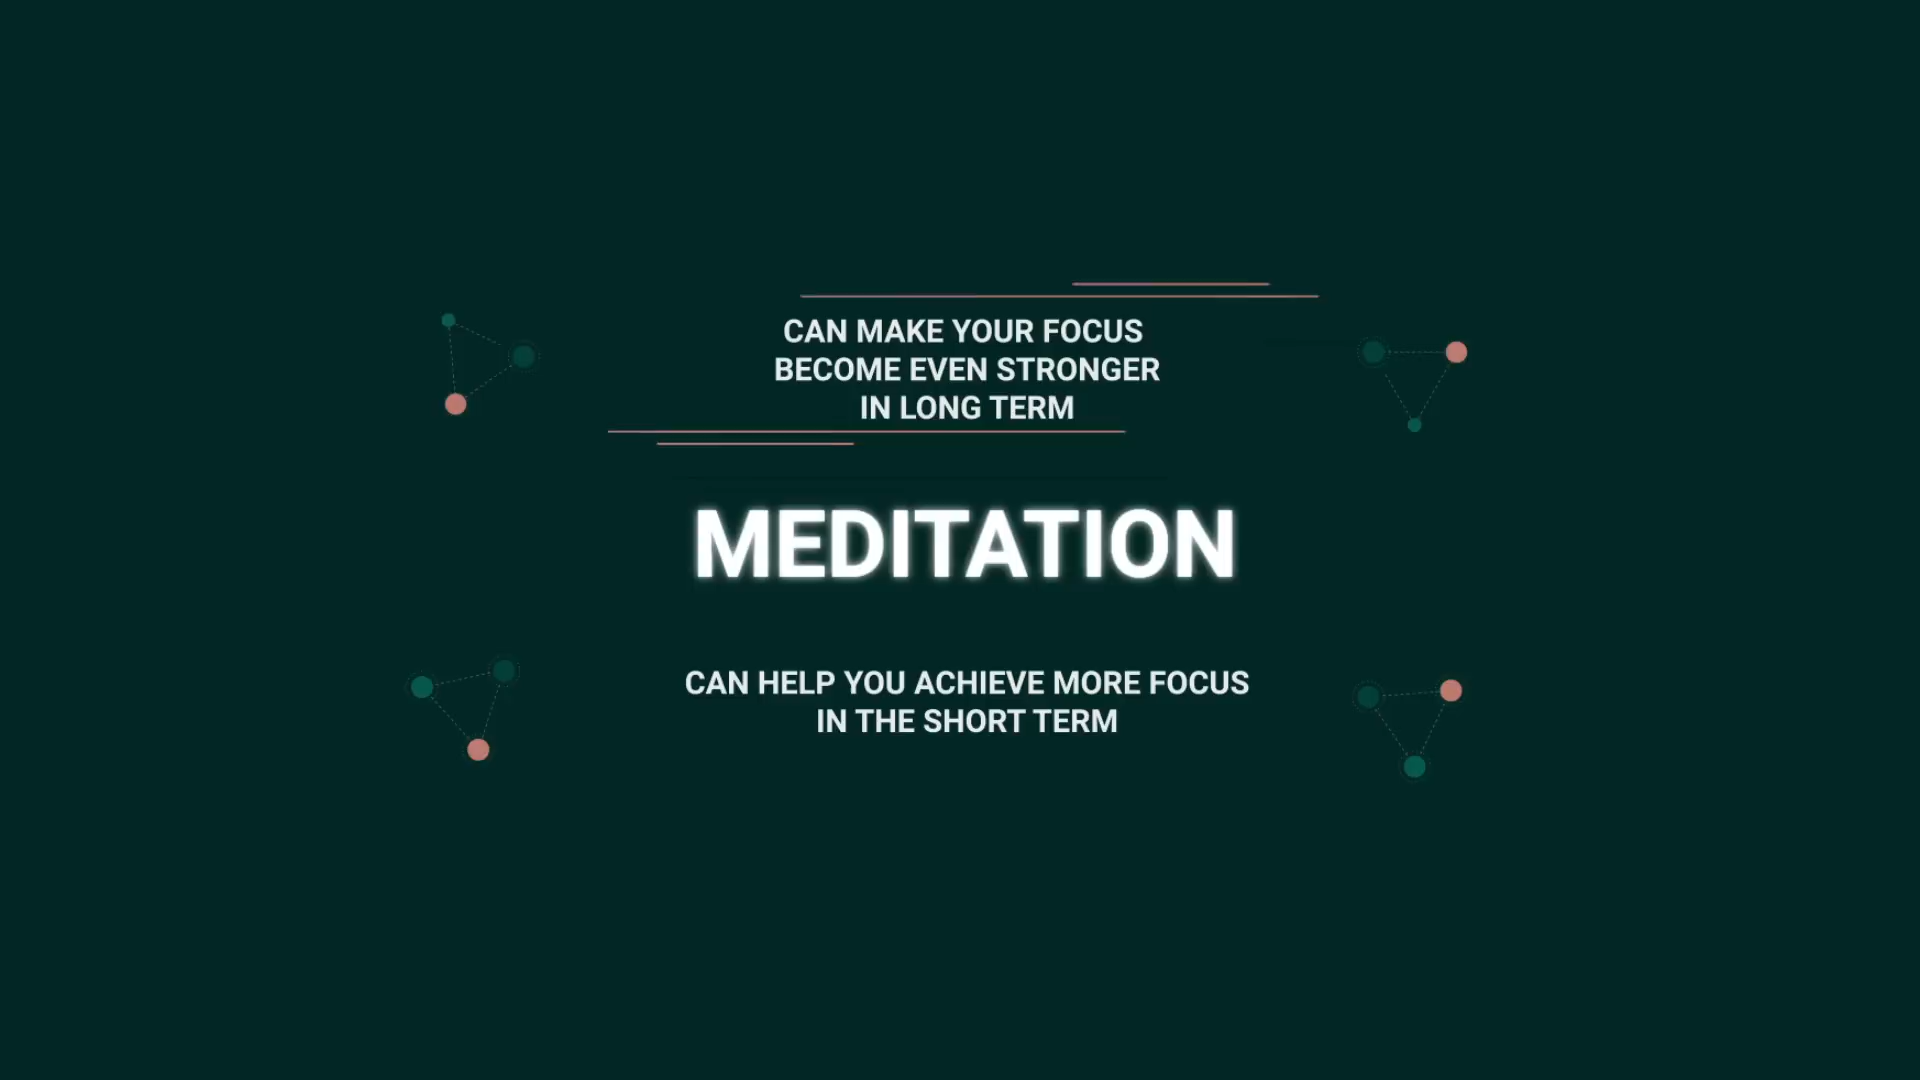 CAN MAKE YOUR FOCUS
BECOME EVEN STRONGER
IN LONG TERM
MEDITATION
CAN HELP YOU ACHIEVE MORE FOCUS
IN THE SHORT TERM